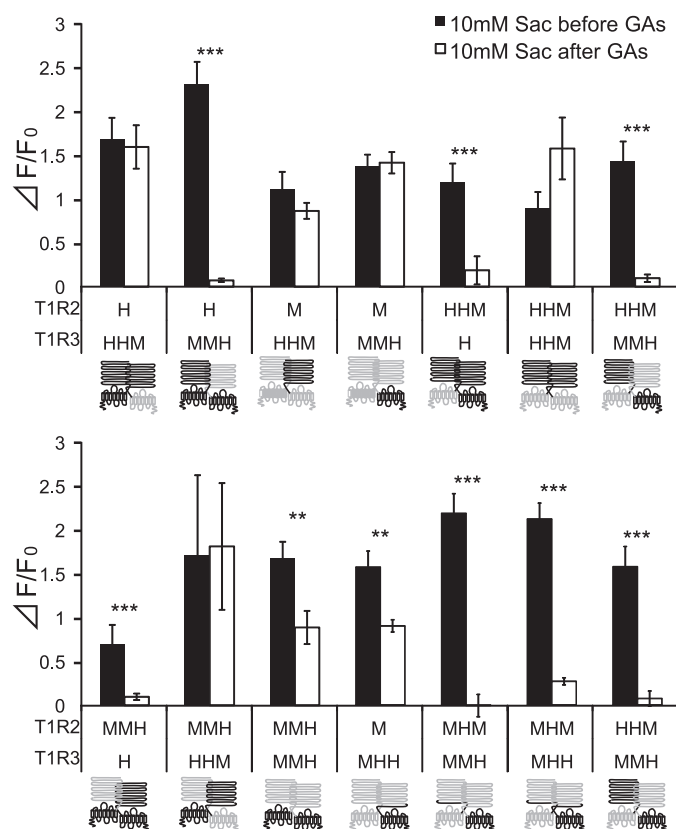 10mM Sac before GAs
10mM Sac after GAs
3
2.5
2
1.5
1
0.5
0
⊿ F/F0
***
***
***
T1R2 H H M M HHM HHM HHM
T1R3 HHM MMH HHM MMH H HHM MMH
3
2.5
2
1.5
1
0.5
0
⊿ F/F0
***
**
**
***
***
***
T1R2 MMH MMH MMH M MHM MHM HHM
T1R3 H HHM MMH MHH MMH MHH MMH